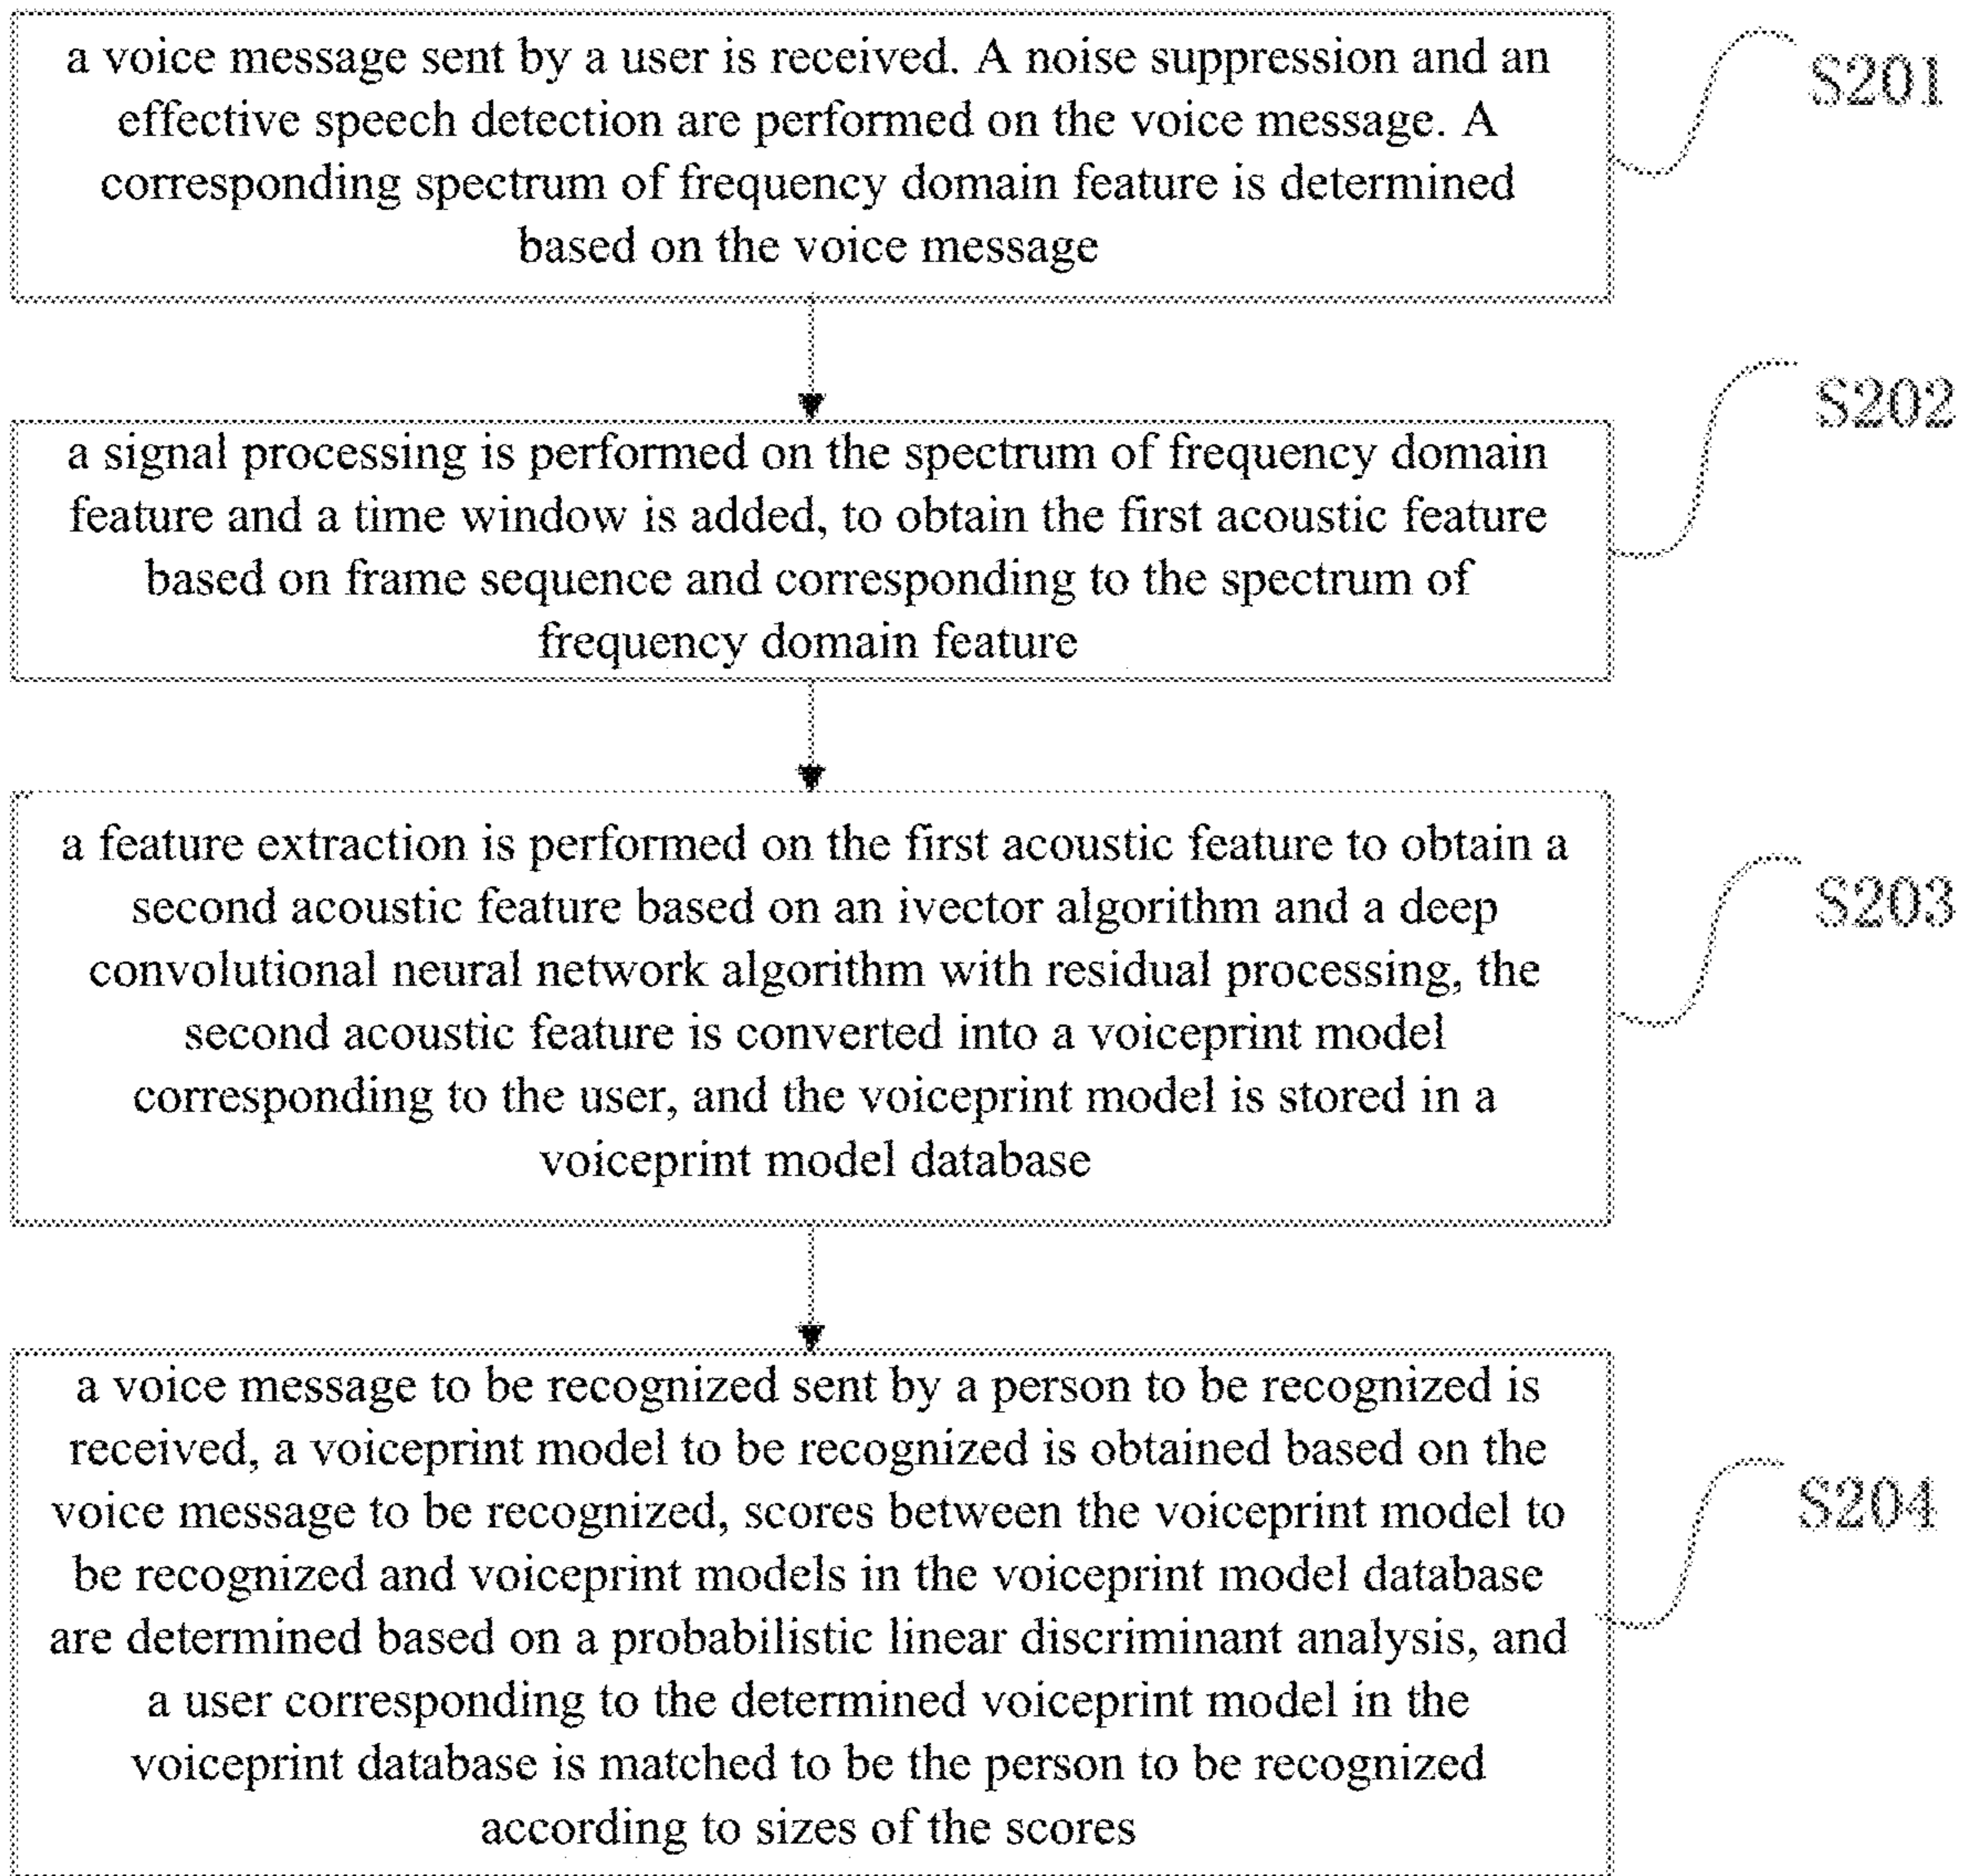 a voice message sent by a user is received. A noise suppression and an
effective speech detection are performed on the voice message. A
corresponding spectrum of frequency domain feature is determined
based on the voice message
S201
a signal processing is performed on the spectrum of frequency domain
feature and a time window is added, to obtain the first acoustic feature
based on frame sequence and corresponding to the spectrum of
frequency domain feature
S202
a feature extraction is performed on the first acoustic feature to obtain a
second acoustic feature based on an ivector algorithm and a deep
convolutional neural network algorithm with residual processing, the
second acoustic feature is converted into a voiceprint model
corresponding to the user, and the voiceprint model is stored in a
voiceprint model database
S203
a voice message to be recognized sent by a person to be recognized is
received, a voiceprint model to be recognized is obtained based on the
voice message to be recognized, scores between the voiceprint model to
be recognized and voiceprint models in the voiceprint model database
are determined based on a probabilistic linear discriminant analysis, and
a user corresponding to the determined voiceprint model in the
voiceprint database is matched to be the person to be recognized
according to sizes of the scores
S204